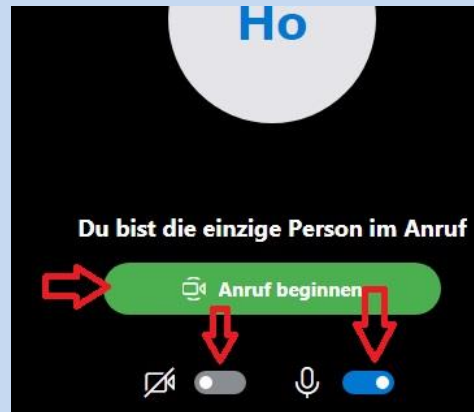 Ho
Du bist die einzige Person im Anruf
Anruf beginnen